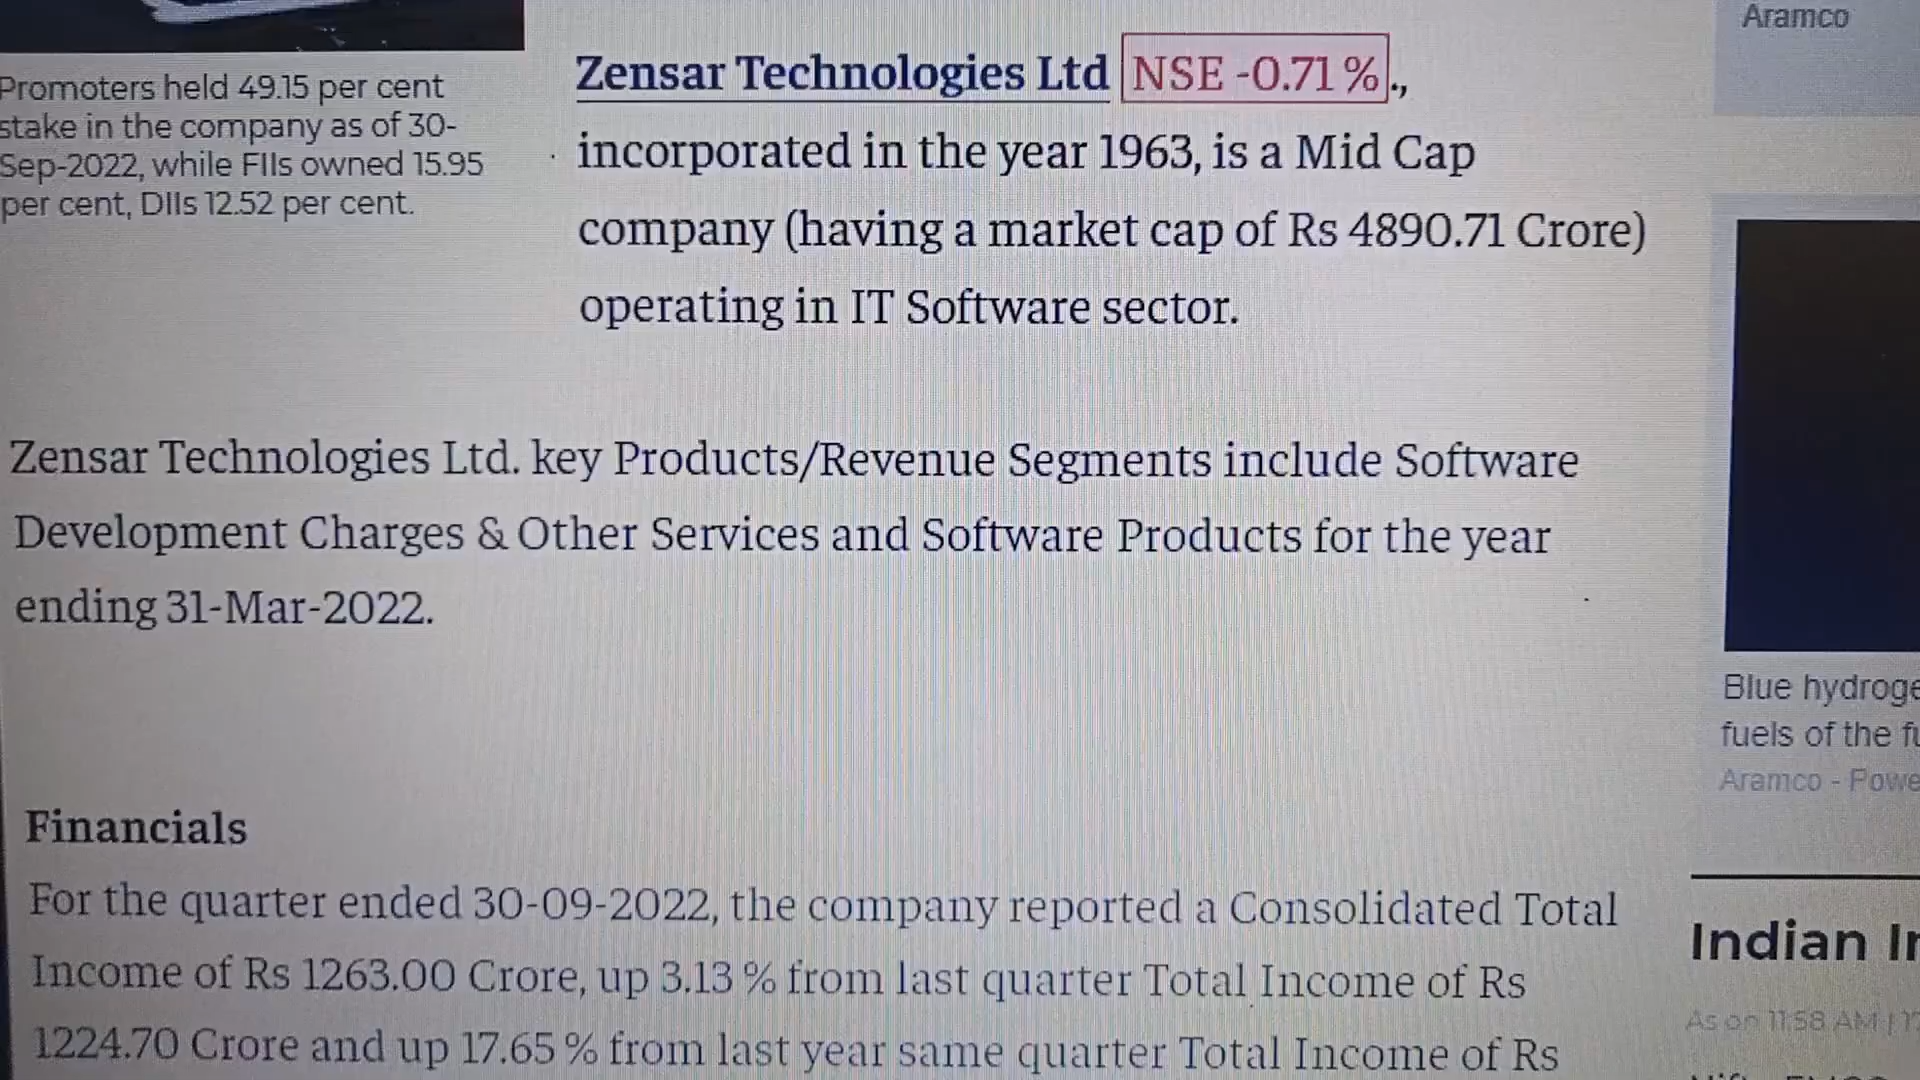 Promoters held 49.15 per cent
stake in the company as of 30-
Sep-2022, while FIIs owned 15.95
per cent, DIIs 12.52 per cent.
Zensar Technologies Ltd NSE -0.71 % .,
incorporated in the year 1963, is a Mid Cap
company (having a market cap of Rs 4890.71 Crore)
operating in IT Software sector.
Zensar Technologies Ltd. key Products/Revenue Segments include Software
Development Charges & Other Services and Software Products for the year
ending 31-Mar-2022.
Financials
For the quarter ended 30-09-2022, the company reported a Consolidated Total
Income of Rs 1263.00 Crore, up 3.13 % from last quarter Total Income of Rs
1224.70 Crore and up 17.65 % from last year same quarter Total Income of Rs
Aramco
Blue
fuels of the
Aramco -
Indian
As on 11:58 AM